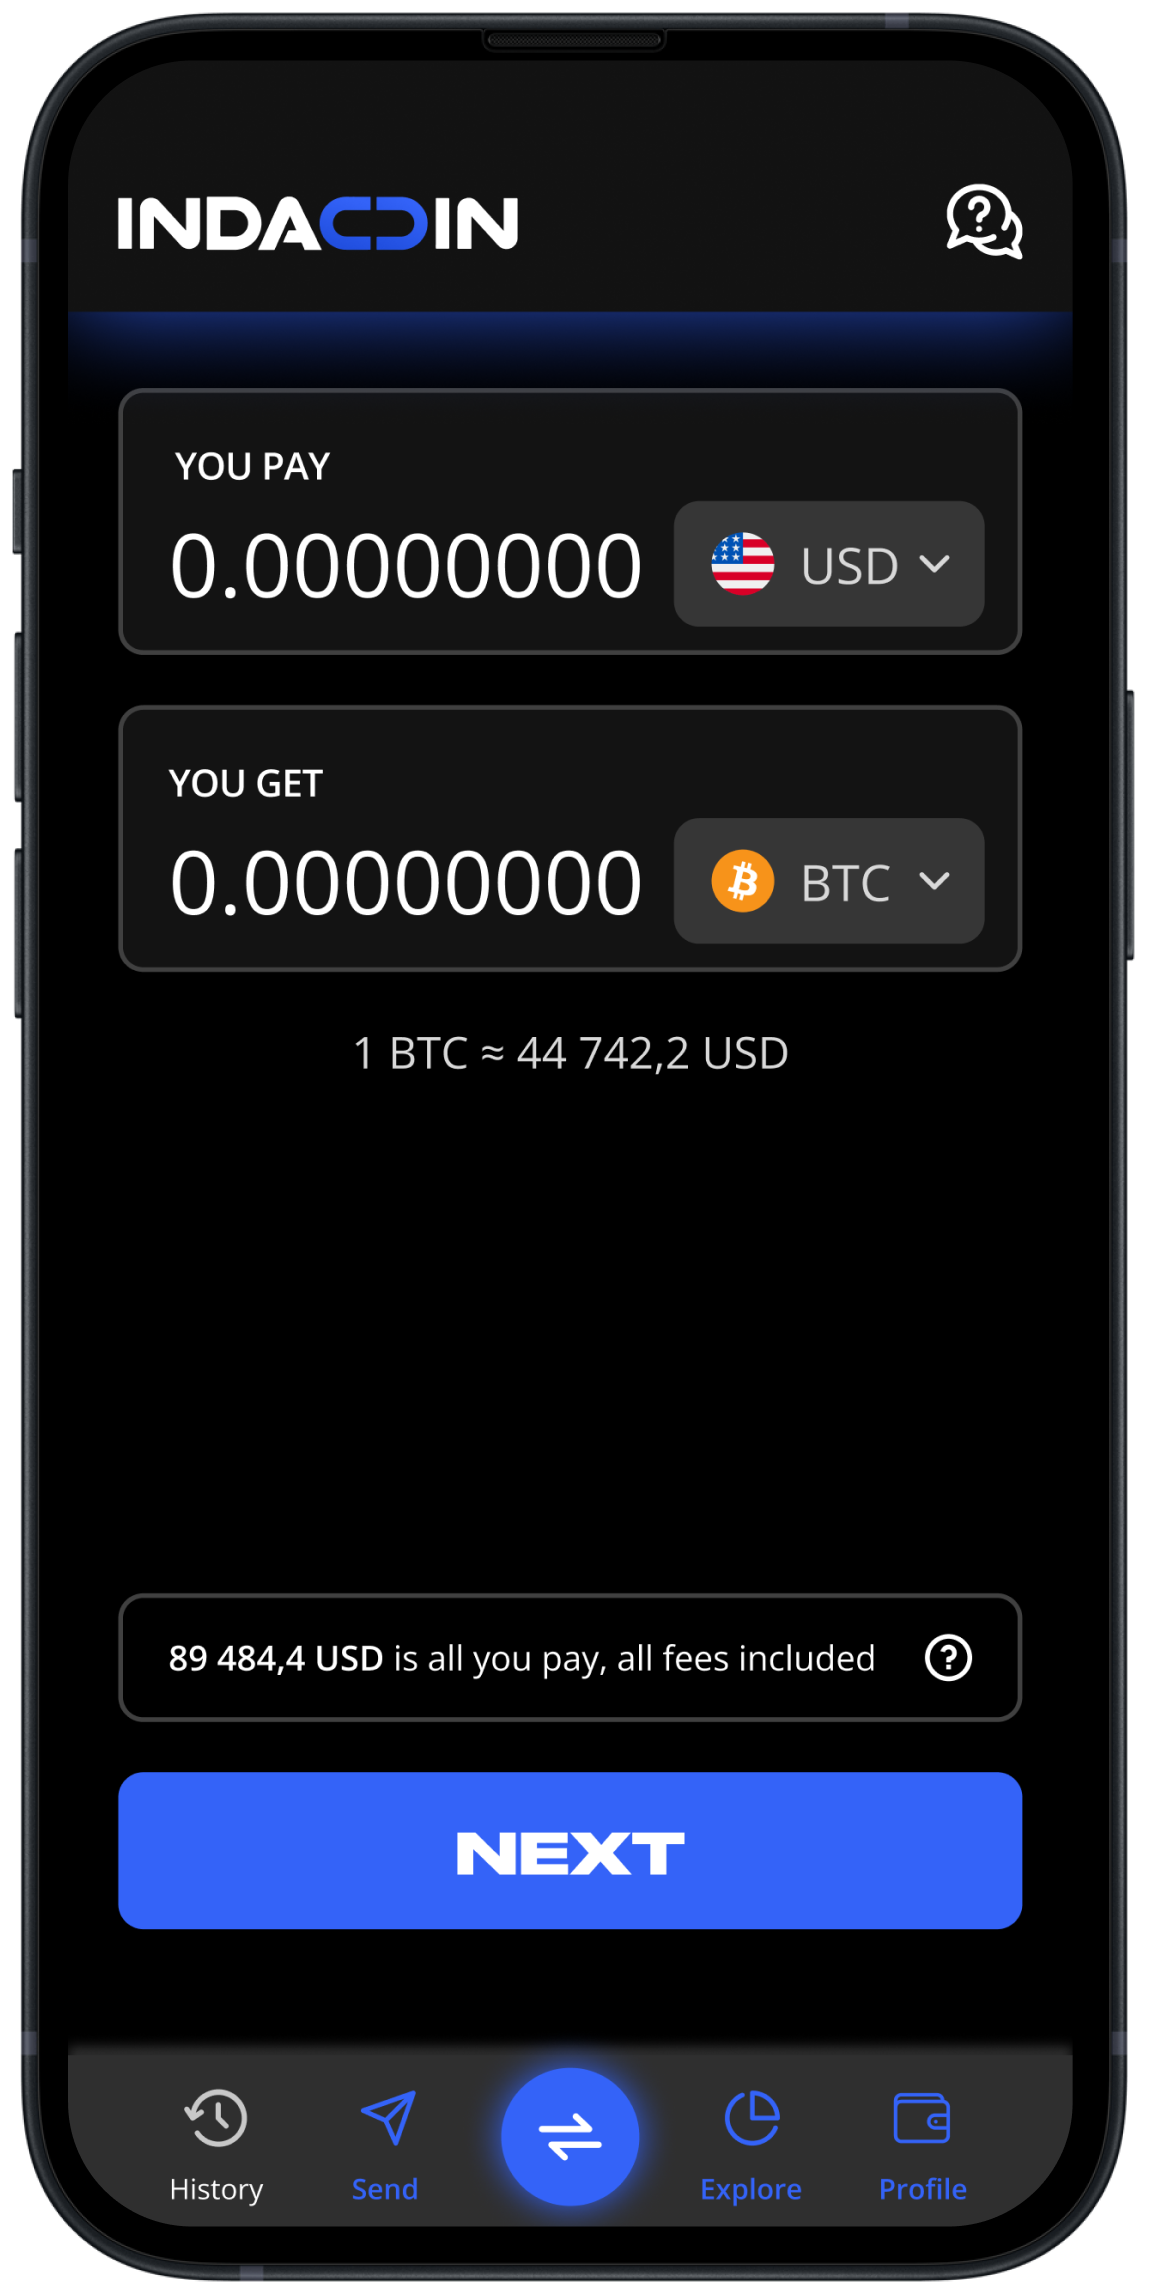 INDACOIN
YOU PAY
0.00000000
USD
YOU GET
0.00000000
BTC
1 BTC ≈ 44 742,2 USD
89 484,4 USD is all you pay, all fees included
NEXT
History
Send
Explore
Profile